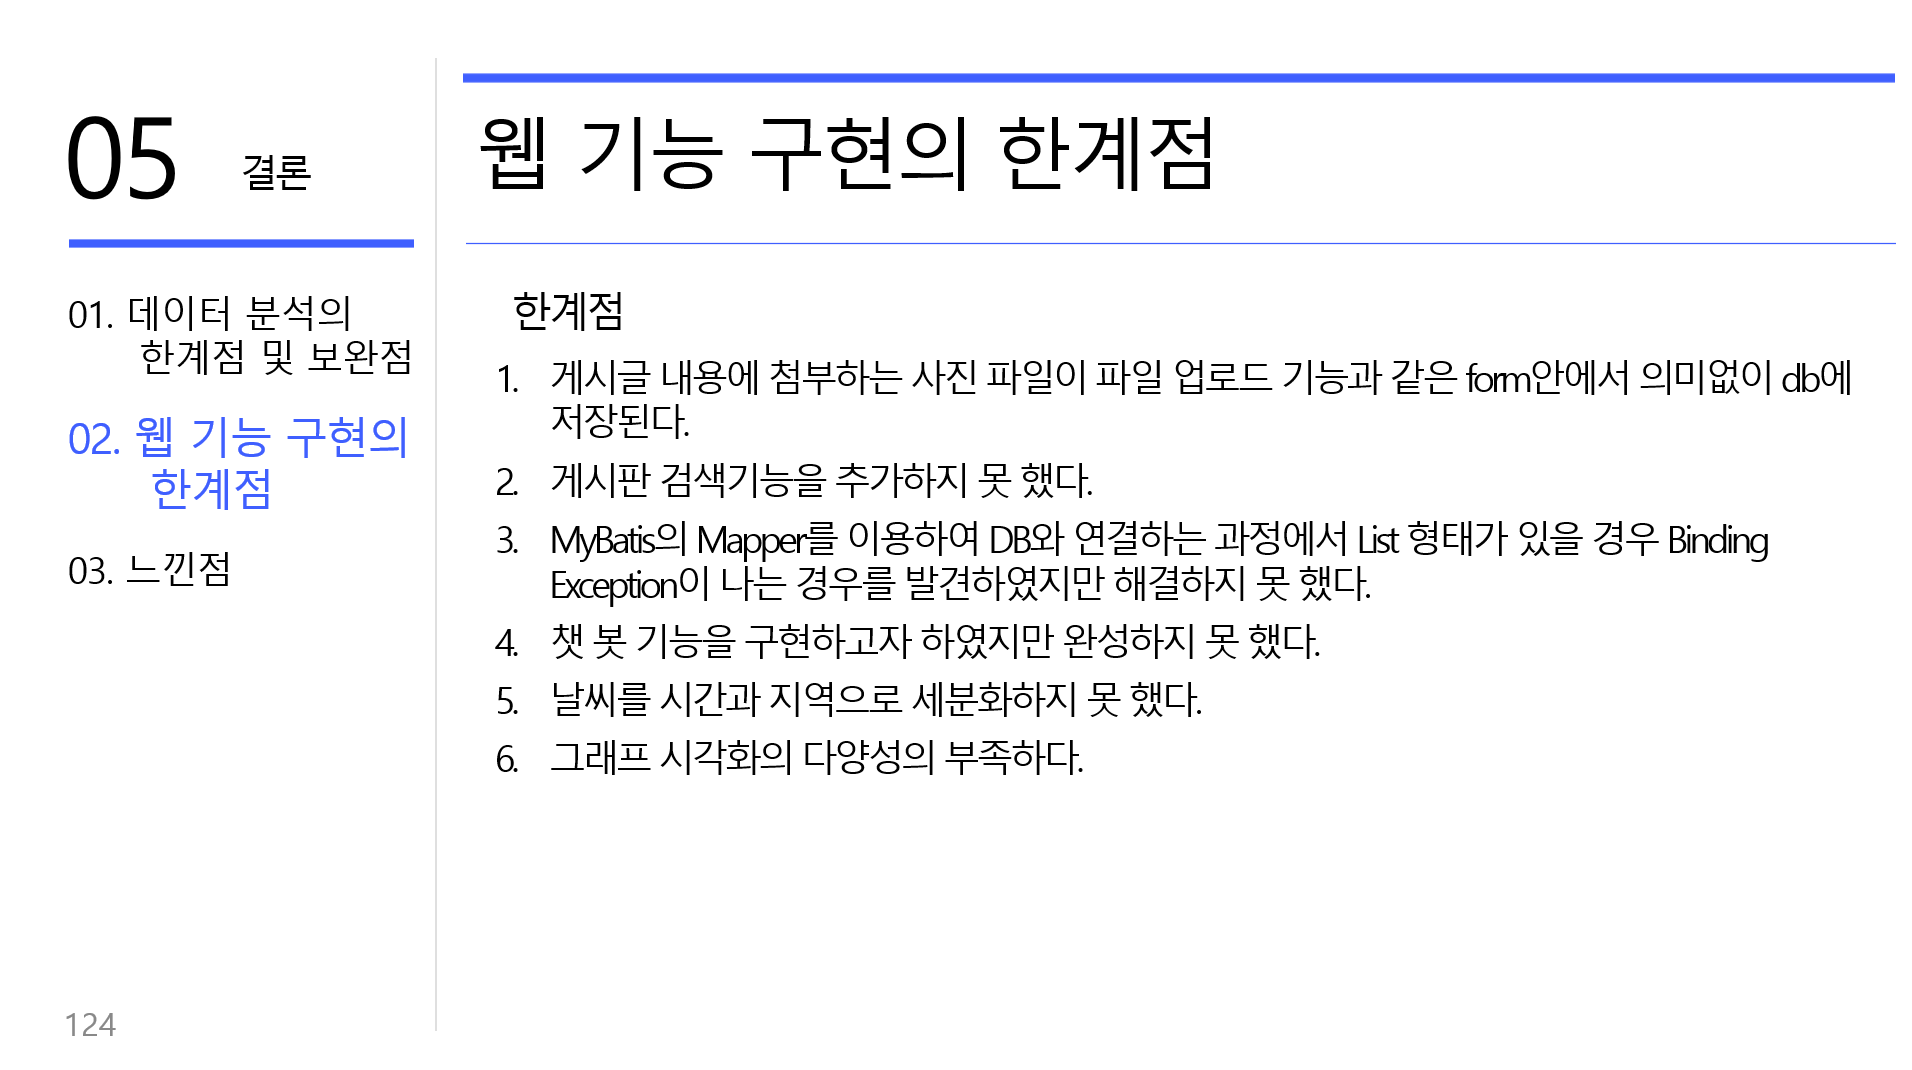 05 결론
01. 데이터 분석의
한계점 및 보완점
02. 웹 기능 구현의
한계점
03. 느낀점
웹 기능 구현의 한계점
한계점
1. 게시글 내용에 첨부하는 사진 파일이 파일 업로드 기능과 같은 form안에서 의미없이 db에
저장된다.
2. 게시판 검색기능을 추가하지 못 했다.
3. MyBatis의 Mapper를 이용하여 DB와 연결하는 과정에서 List 형태가 있을 경우 Binding
Exception이 나는 경우를 발견하였지만 해결하지 못 했다.
4. 챗 봇 기능을 구현하고자 하였지만 완성하지 못 했다.
5. 날씨를 시간과 지역으로 세분화하지 못 했다.
6. 그래프 시각화의 다양성의 부족하다.
124